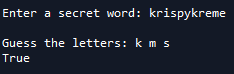 Enter a secret word: krispykreme
Guess the letters: k m s
True